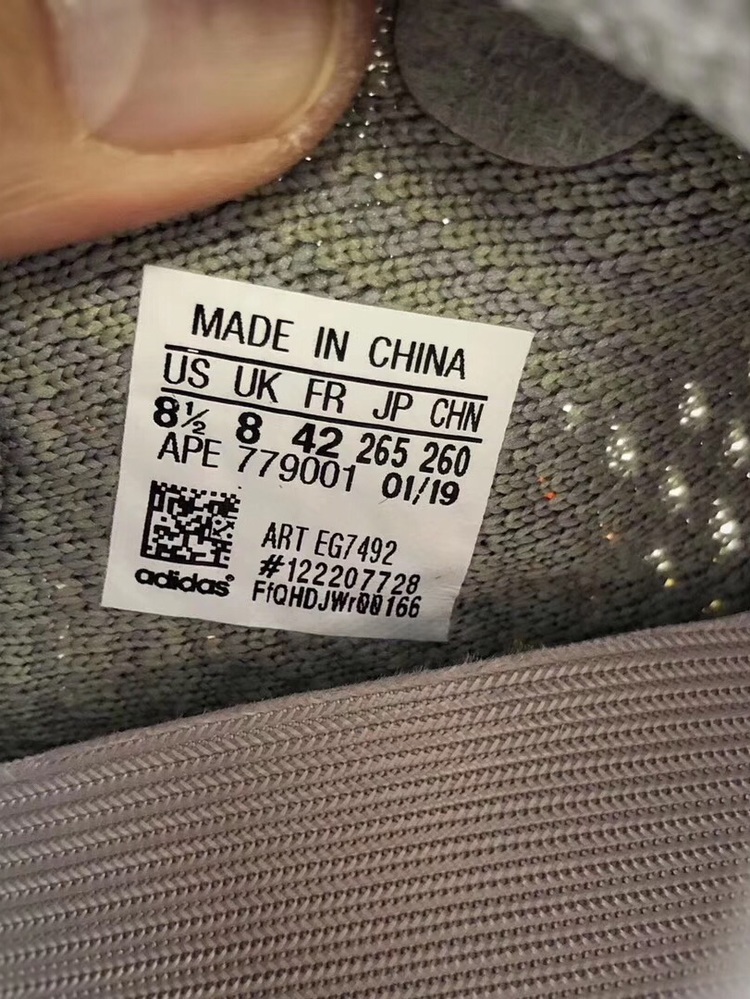 MADE IN CHINA
US UK FR JP CHN
8½ 8 42 265 260
APE 779001 01/19
ART EG7492
#122207728
FfQHDJWr00166
adidas®